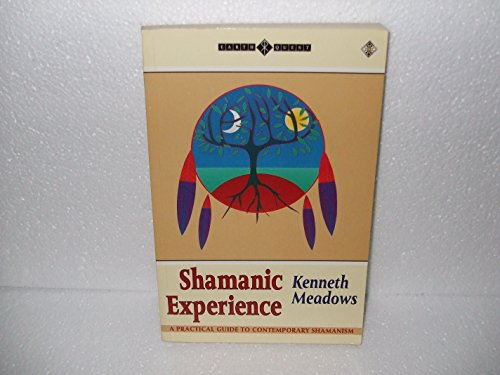 EARTH QUEST
Shamanic
Experience
Kenneth
Meadows
A PRACTICAL GUIDE TO CONTEMPORARY SHAMANISM